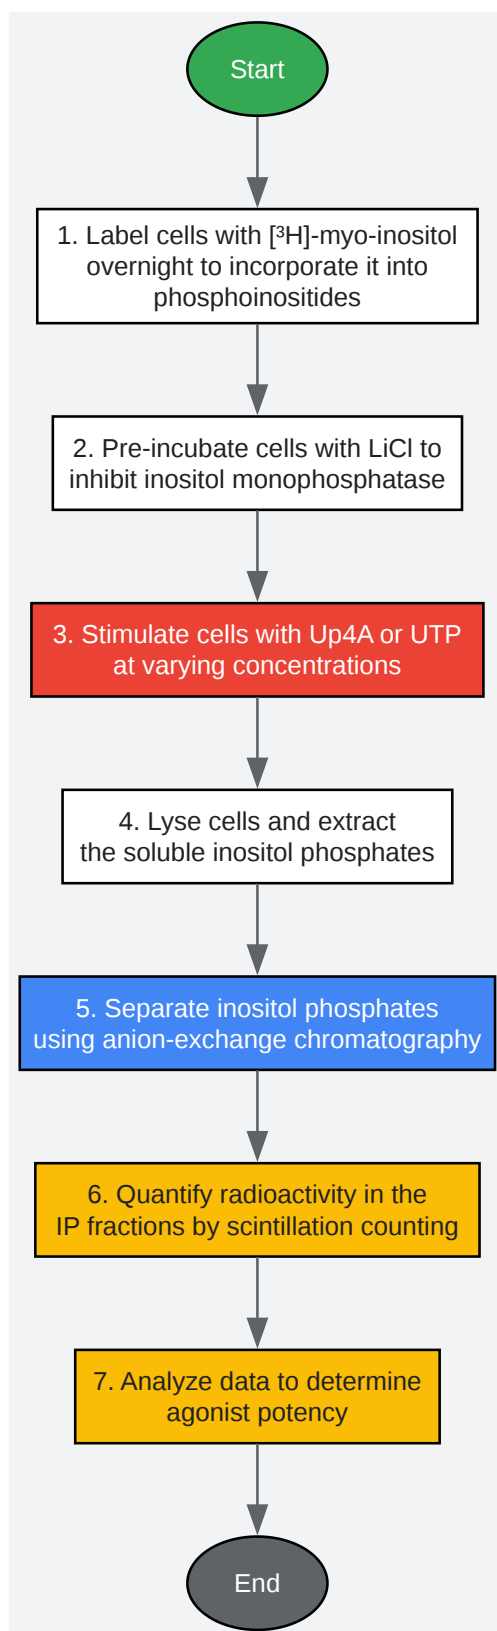 Start
1. Label cells with [³H]-myo-inositol
overnight to incorporate it into
phosphoinositides
2. Pre-incubate cells with LiCl to
inhibit inositol monophosphatase
3. Stimulate cells with Up4A or UTP
at varying concentrations
4. Lyse cells and extract
the soluble inositol phosphates
5. Separate inositol phosphates
using anion-exchange chromatography
6. Quantify radioactivity in the
IP fractions by scintillation counting
7. Analyze data to determine
agonist potency
End